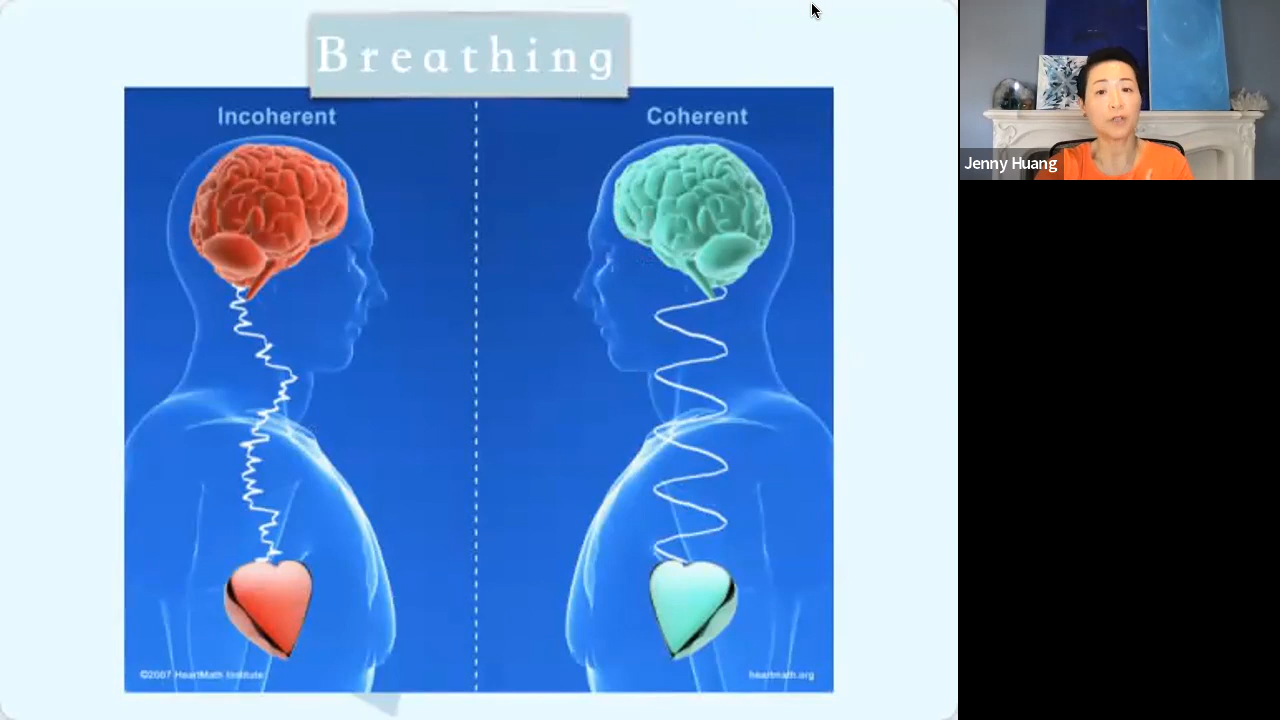 Breathing
Incoherent
Coherent
©2007 HeartMath Institute
heartmath.org
Jenny Huang